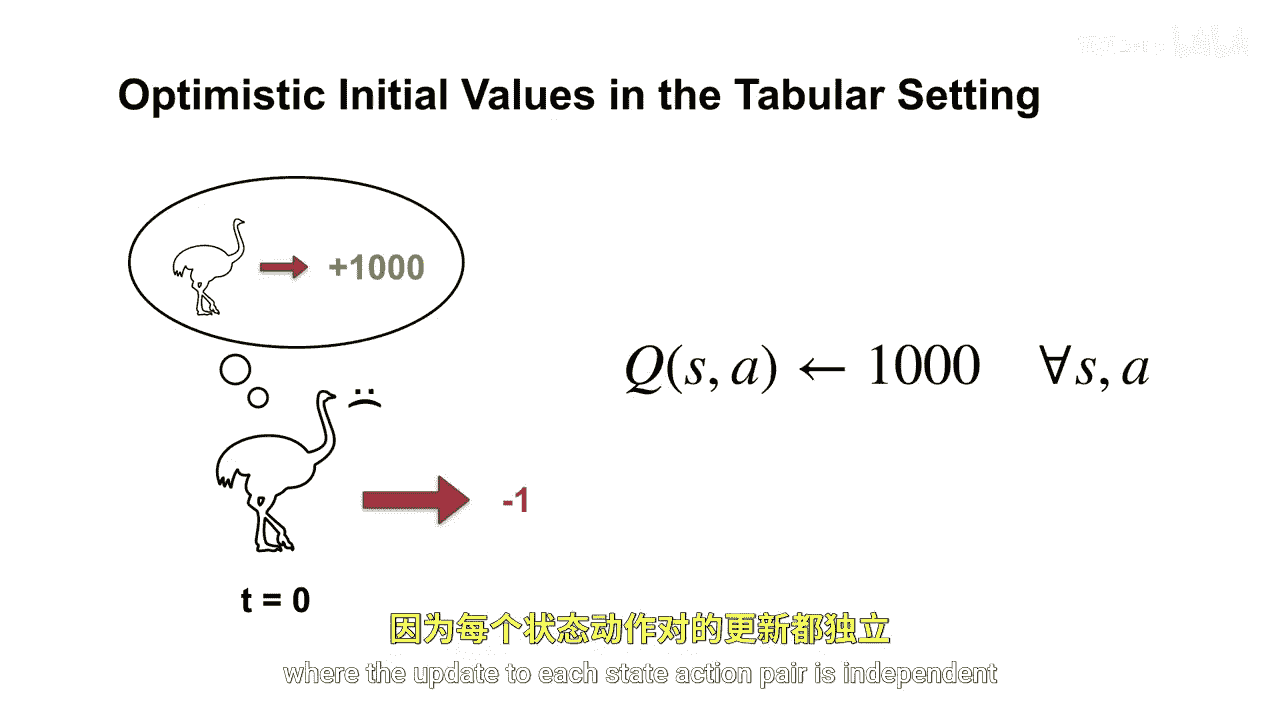 Optimistic Initial Values in the Tabular Setting
+1000
Q(s, a) ← 1000 ∀s, a
-1
t = 0
因为每个状态动作对的更新都独立
where the update to each state action pair is independent